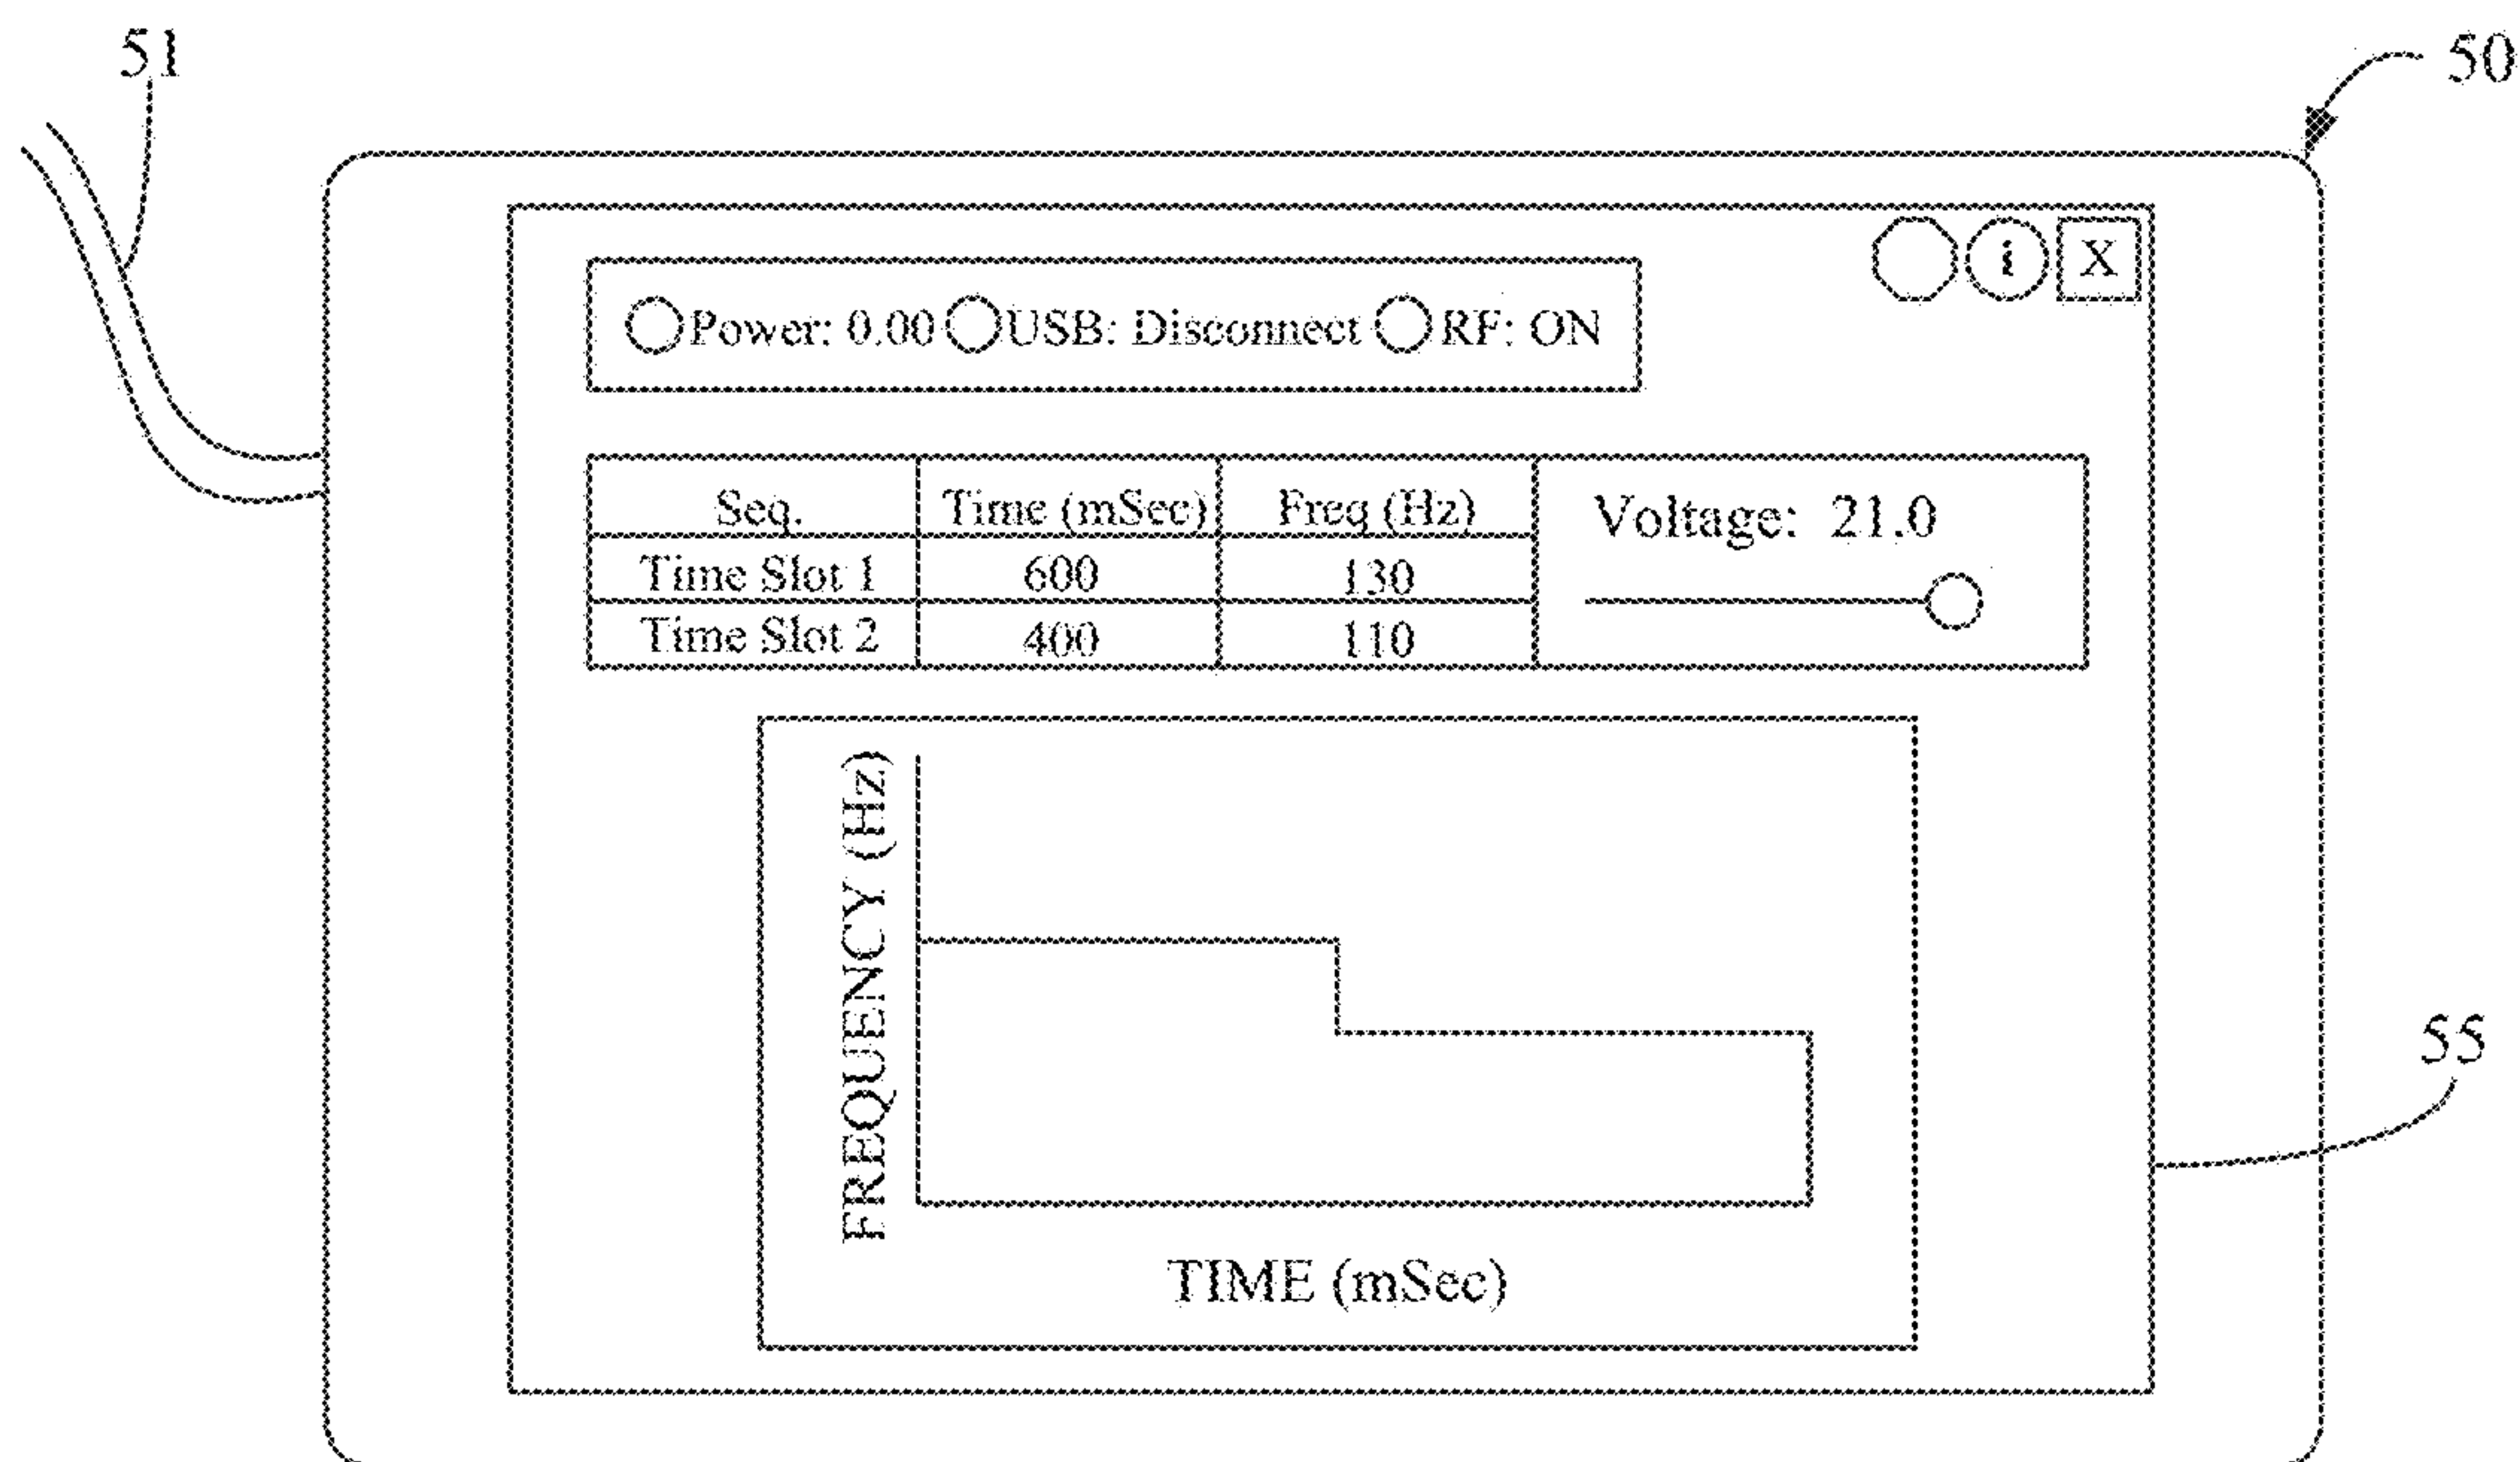 51
50
i X
Power: 0.00 USB: Disconnect RF: ON
Seq. Time (mSec) Freq (Hz) Voltage: 21.0
Time Slot 1 600 130
Time Slot 2 400 110
FREQUENCY (Hz)
55
TIME (mSec)